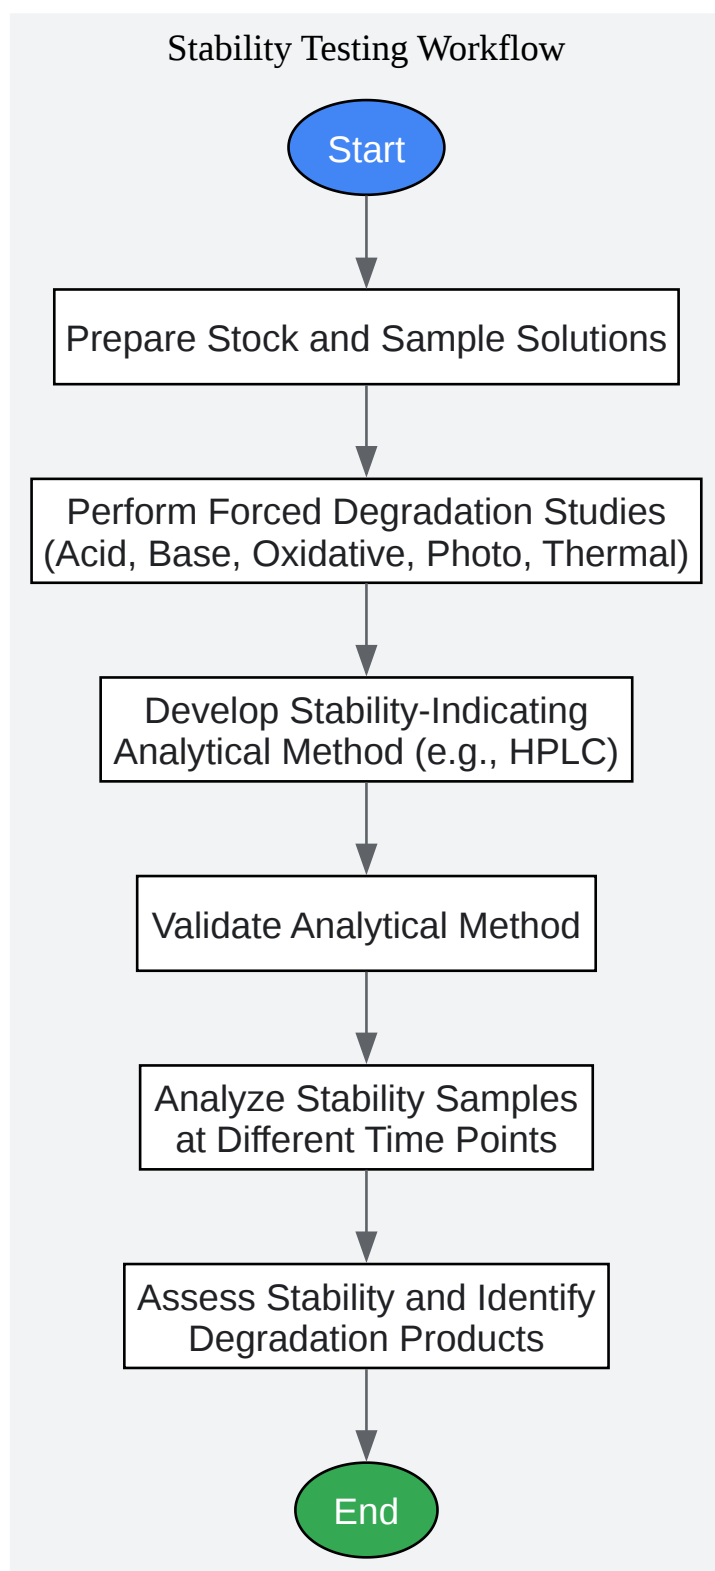 Stability Testing Workflow
Start
Prepare Stock and Sample Solutions
Perform Forced Degradation Studies
(Acid, Base, Oxidative, Photo, Thermal)
Develop Stability-Indicating
Analytical Method (e.g., HPLC)
Validate Analytical Method
Analyze Stability Samples
at Different Time Points
Assess Stability and Identify
Degradation Products
End